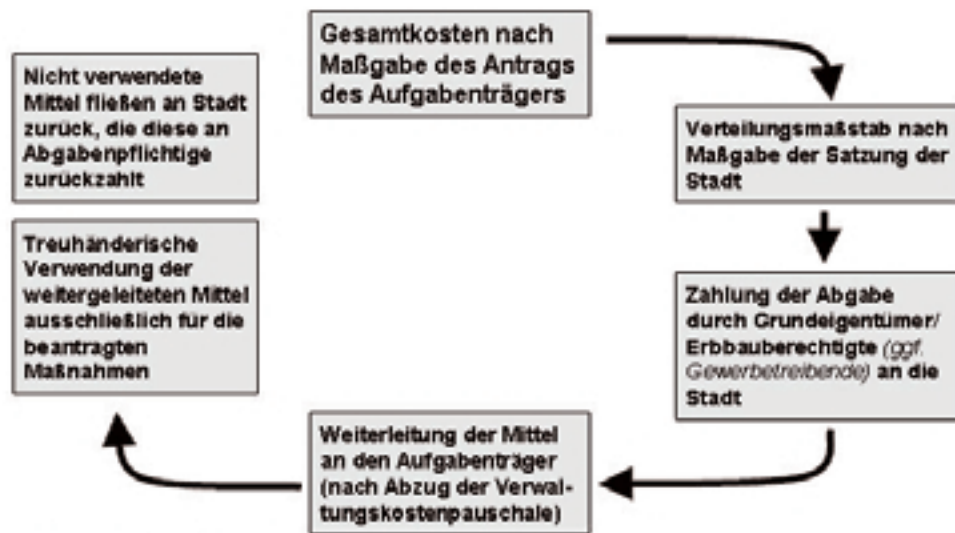 Gesamtkosten nach
Maßgabe des Antrags
des Aufgabenträgers
Verteilungsmaßstab nach
Maßgabe der Satzung der
Stadt
Zahlung der Abgabe
durch Grundeigentümer/
Erbbauberechtigte (ggf.
Gewerbetreibende) an die
Stadt
Weiterleitung der Mittel
an den Aufgabenträger
(nach Abzug der Verwal-
tungskostenpauschale)
Treuhänderische
Verwendung der
weitergeleiteten Mittel
ausschließlich für die
beantragten
Maßnahmen
Nicht verwendete
Mittel fließen an Stadt
zurück, die diese an
Abgabenpflichtige
zurückzahlt